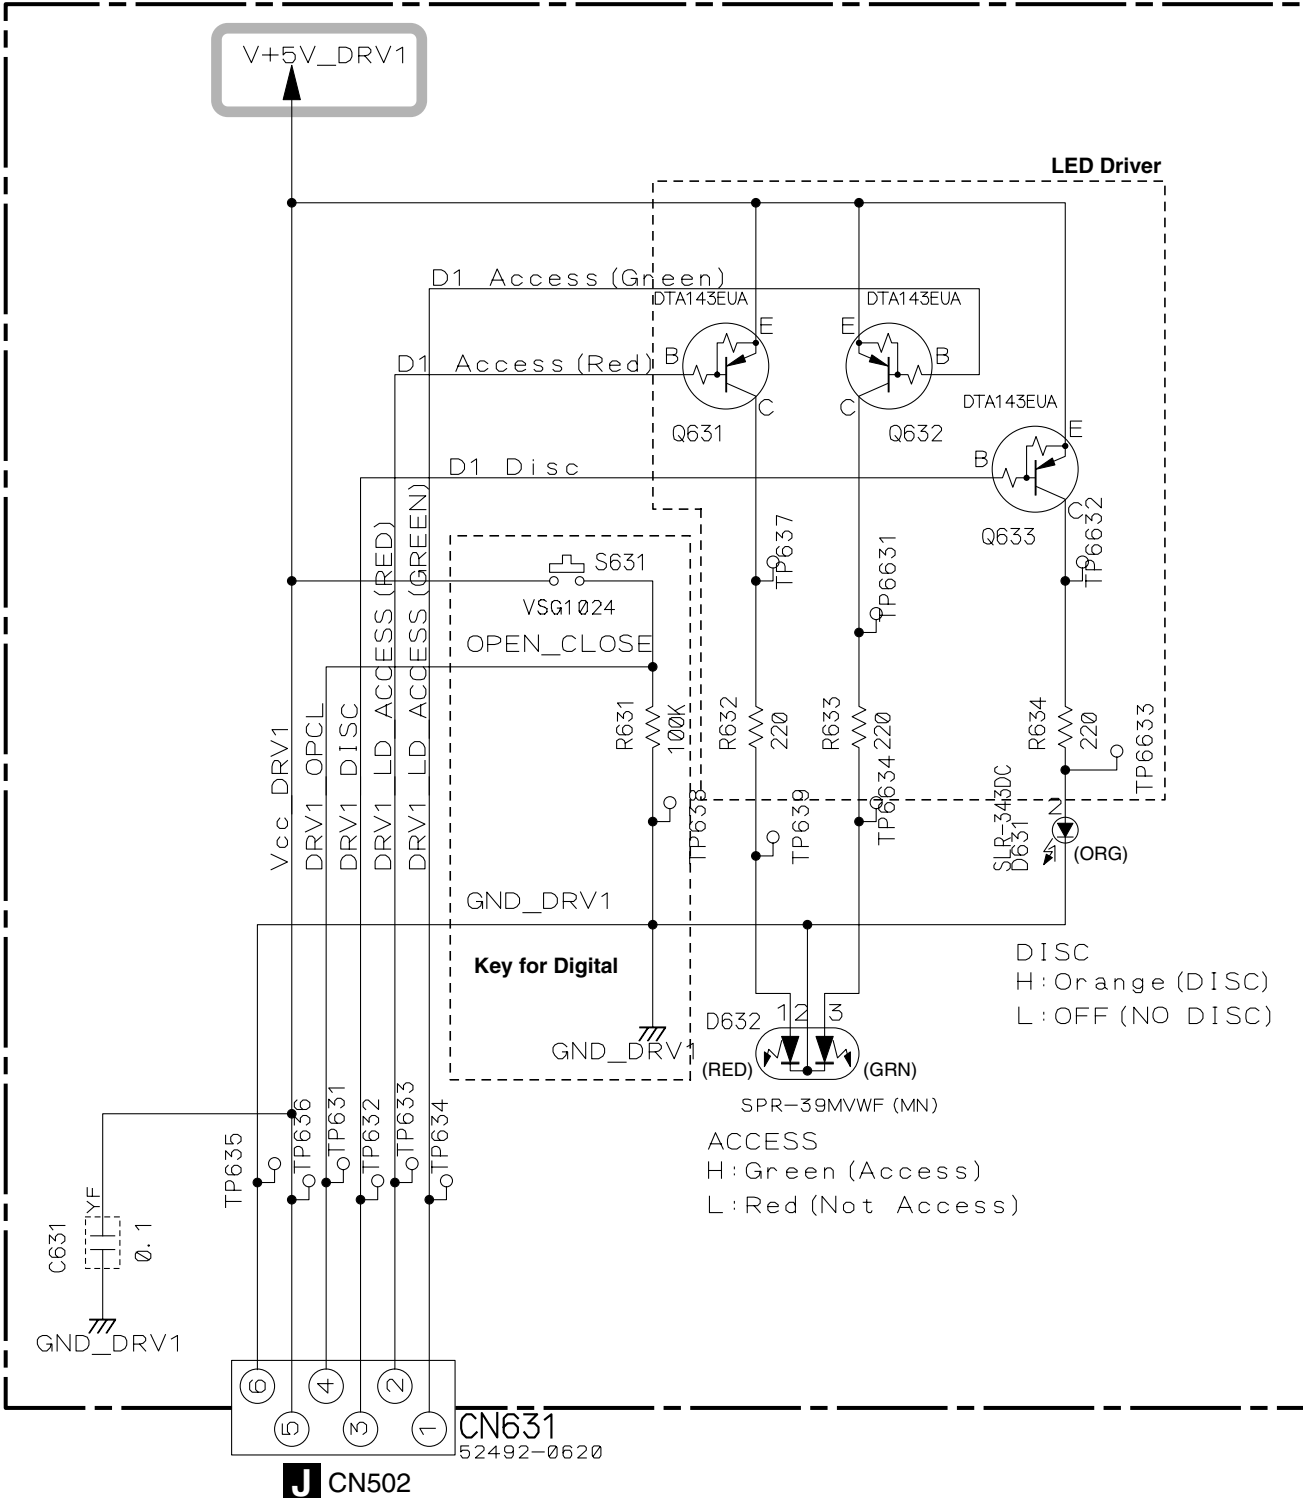 V+5V_DRV1
LED Driver
D1 Access(Green)
DTA143EUA
DTA143EUA
E
E
B
B
D1 Access(Red)
DTA143EUA
C
C
Q631
Q632
E
B
D1 Disc
C
Q633
S631
VSG1024
OPEN_CLOSE
TP637
TP6631
TP6632
Vcc DRV1
DRV1 OPCL
DRV1 DISC
DRV1 LD ACCESS(RED)
DRV1 LD ACCESS(GREEN)
R631
100K
R632
220
R633
220
R634
220
TP6633
TP638
TP639
TP6634
SLR-343DC
D631
2
1
(ORG)
GND_DRV1
Key for Digital
DISC
H:Orange(DISC)
L:OFF(NO DISC)
D632
1
2
3
GND_DRV1
(RED)
(GRN)
SPR-39MVWF(MN)
ACCESS
H:Green(Access)
L:Red(Not Access)
TP635
TP636
TP631
TP632
TP633
TP634
YF
C631
0.1
GND_DRV1
6
4
2
5
3
1
CN631
52492-0620
J CN502